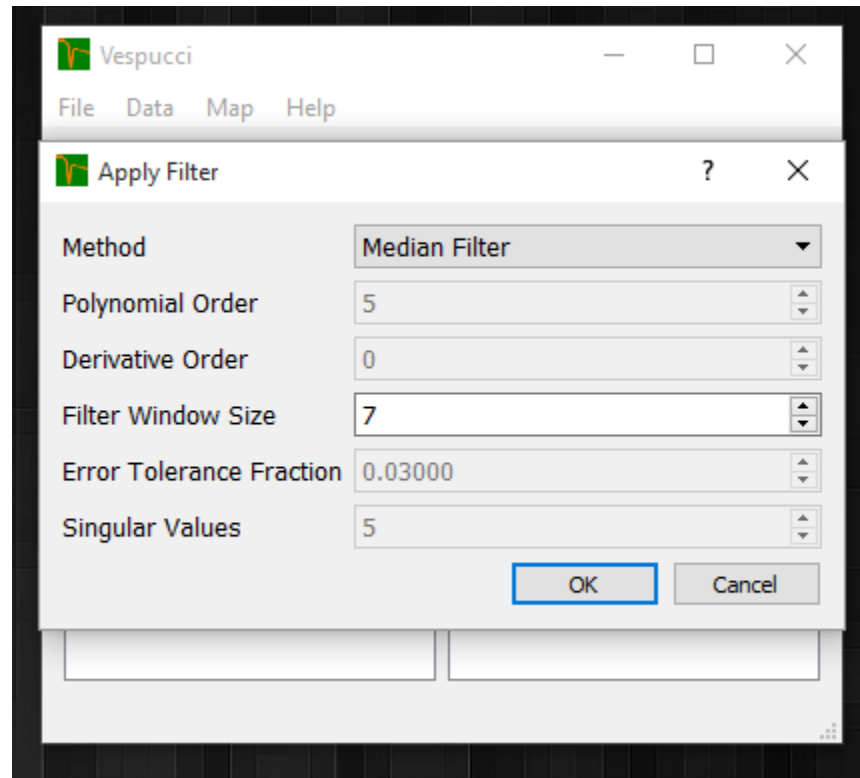 Vespucci
File Data Map Help
Apply Filter ?
Method Median Filter
Polynomial Order 5
Derivative Order 0
Filter Window Size 7
Error Tolerance Fraction 0.03000
Singular Values 5
OK Cancel